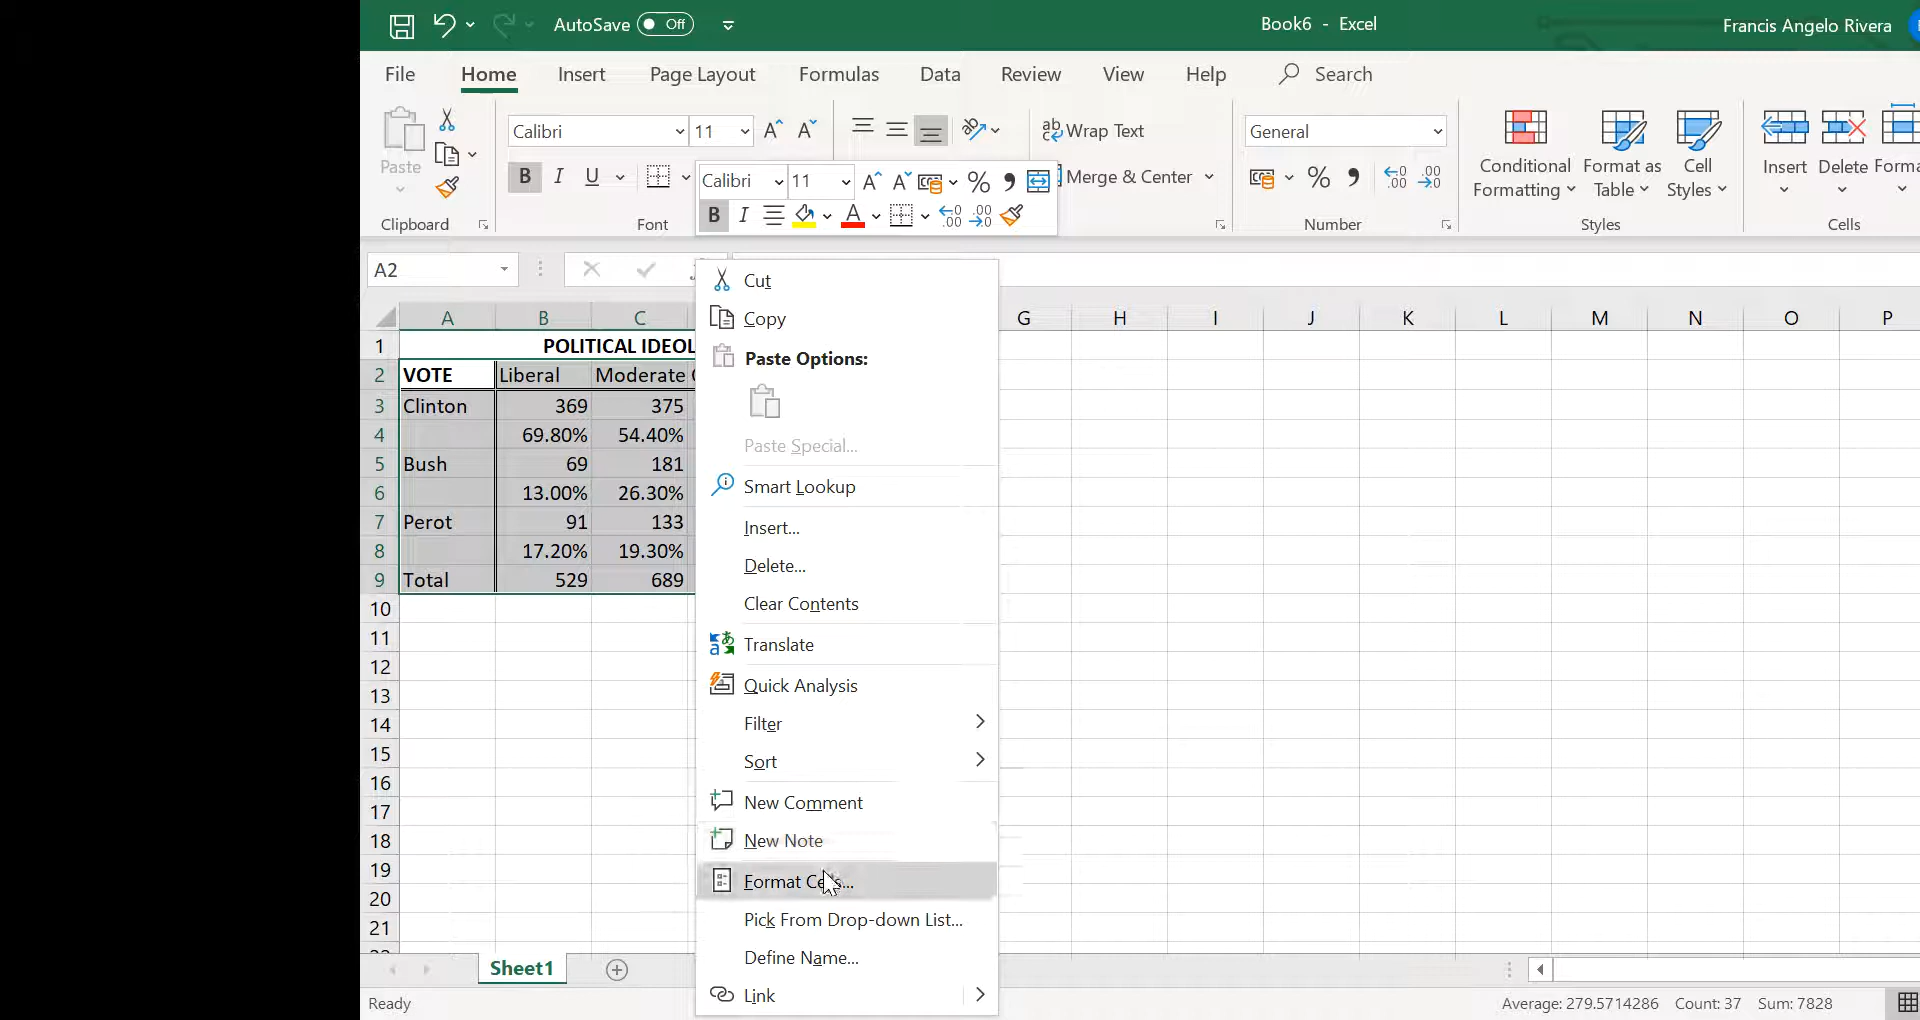 AutoSave Off
Book6 - Excel
Francis Angelo Rivera
File Home Insert Page Layout Formulas Data Review View Help Search
Paste
Clipboard
Calibri 11
B I U
Font
ab Wrap Text
Merge & Center
General
% 9
Number
Conditional Formatting
Format as Table
Cell Styles
Styles
Insert Delete
Cells
Calibri 11
B I
A2
A B C G H I J K L M N O P
1 POLITICAL IDEOL
2 VOTE Liberal Moderate
3 Clinton 369 375
4 69.80% 54.40%
5 Bush 69 181
6 13.00% 26.30%
7 Perot 91 133
8 17.20% 19.30%
9 Total 529 689
10
11
12
13
14
15
16
17
18
19
20
21
Cut
Copy
Paste Options:
Paste Special...
Smart Lookup
Insert...
Delete...
Clear Contents
Translate
Quick Analysis
Filter
Sort
New Comment
New Note
Format
Pick From Drop-down List...
Define Name...
Link
Sheet1
Ready
Average: 279.5714286 Count: 37 Sum: 7828